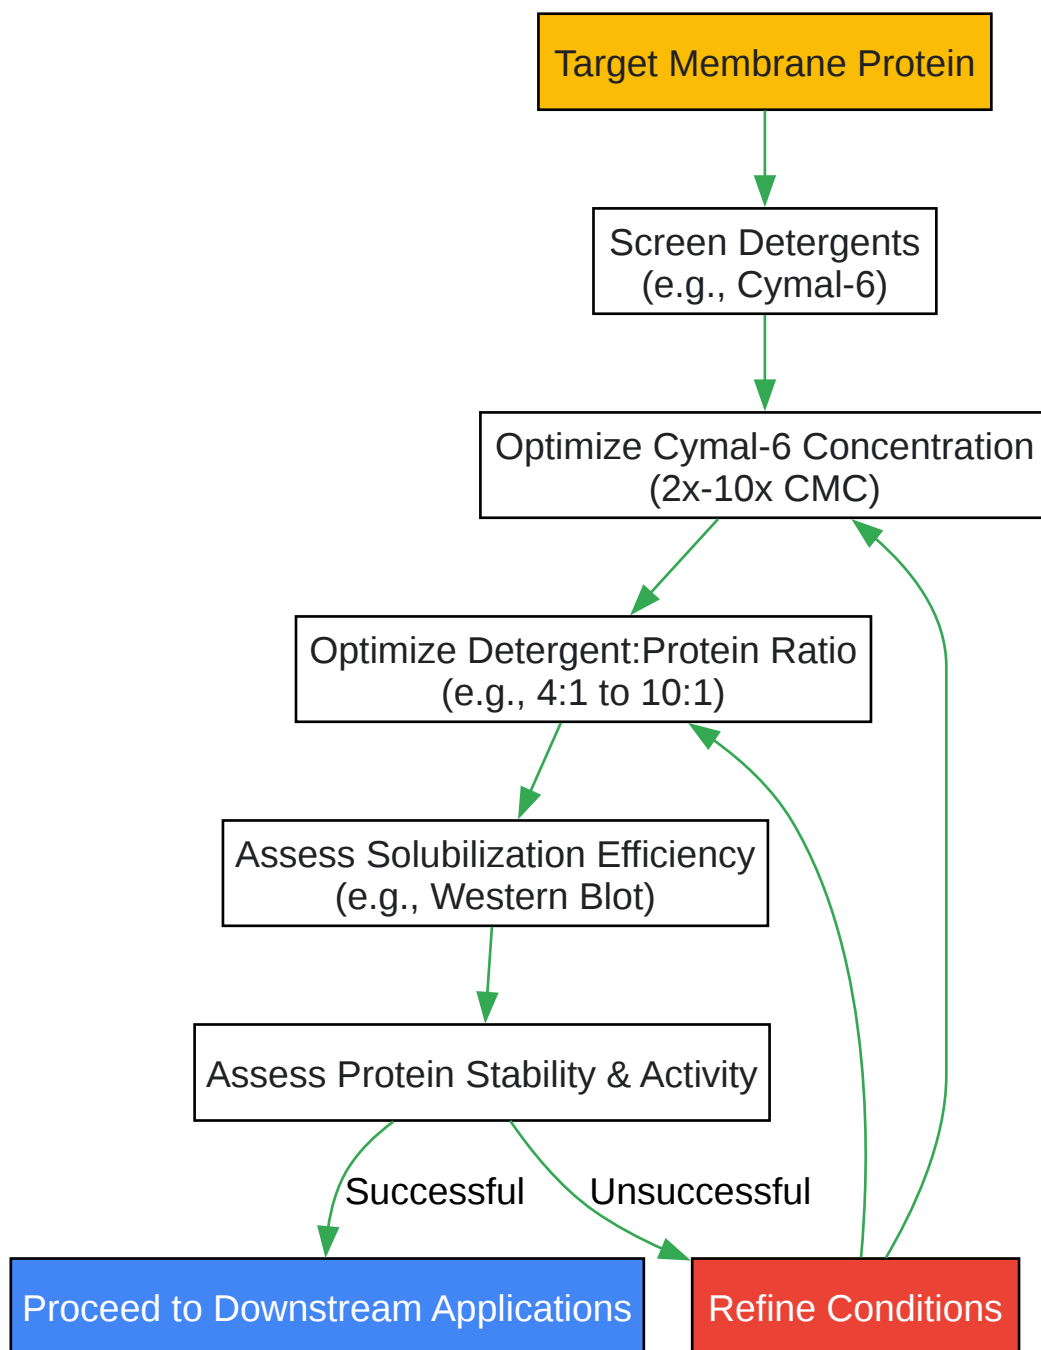 Target Membrane Protein
Screen Detergents
(e.g., Cymal-6)
Optimize Cymal-6 Concentration
(2x-10x CMC)
Optimize Detergent:Protein Ratio
(e.g., 4:1 to 10:1)
Assess Solubilization Efficiency
(e.g., Western Blot)
Assess Protein Stability & Activity
Successful
Unsuccessful
Proceed to Downstream Applications
Refine Conditions